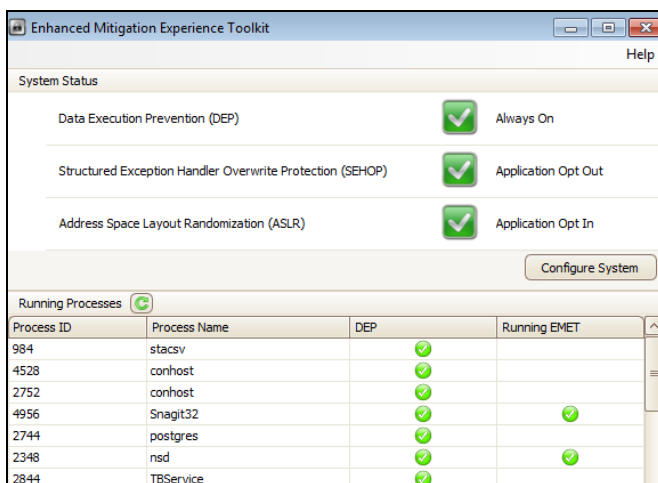 Enhanced Mitigation Experience Toolkit
Help
System Status
Data Execution Prevention (DEP) Always On
Structured Exception Handler Overwrite Protection (SEHOP) Application Opt Out
Address Space Layout Randomization (ASLR) Application Opt In
Configure System
Running Processes
Process ID Process Name DEP Running EMET
984 stacsv
4528 conhost
2752 conhost
4956 Snagit32
2744 postgres
2348 nsd
2844 TBService